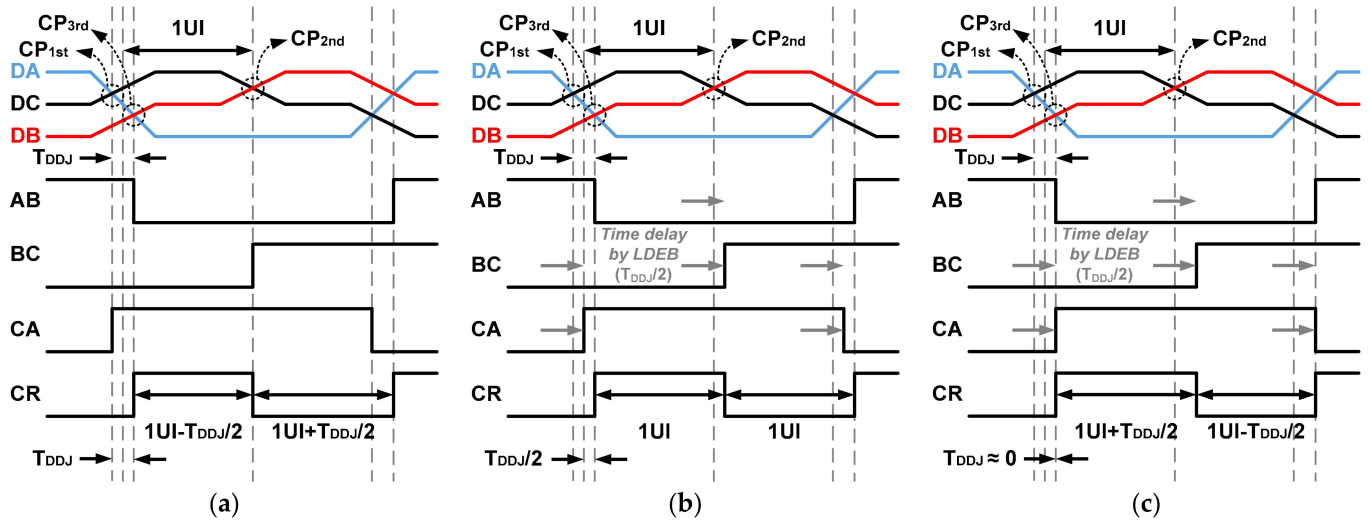 CP3rd
1UI
CP1st
CP2nd
DA
DC
DB
TDDJ
AB
BC
CA
CR
1UI-TDDJ/2
1UI+TDDJ/2
TDDJ
(a)
CP3rd
1UI
CP1st
CP2nd
DA
DC
DB
TDDJ
AB
Time delay
by LDEB
(TDDJ/2)
BC
CA
CR
1UI
1UI
TDDJ/2
(b)
CP3rd
1UI
CP1st
CP2nd
DA
DC
DB
TDDJ
AB
Time delay
by LDEB
(TDDJ/2)
BC
CA
CR
1UI+TDDJ/2
1UI-TDDJ/2
TDDJ ≈ 0
(c)